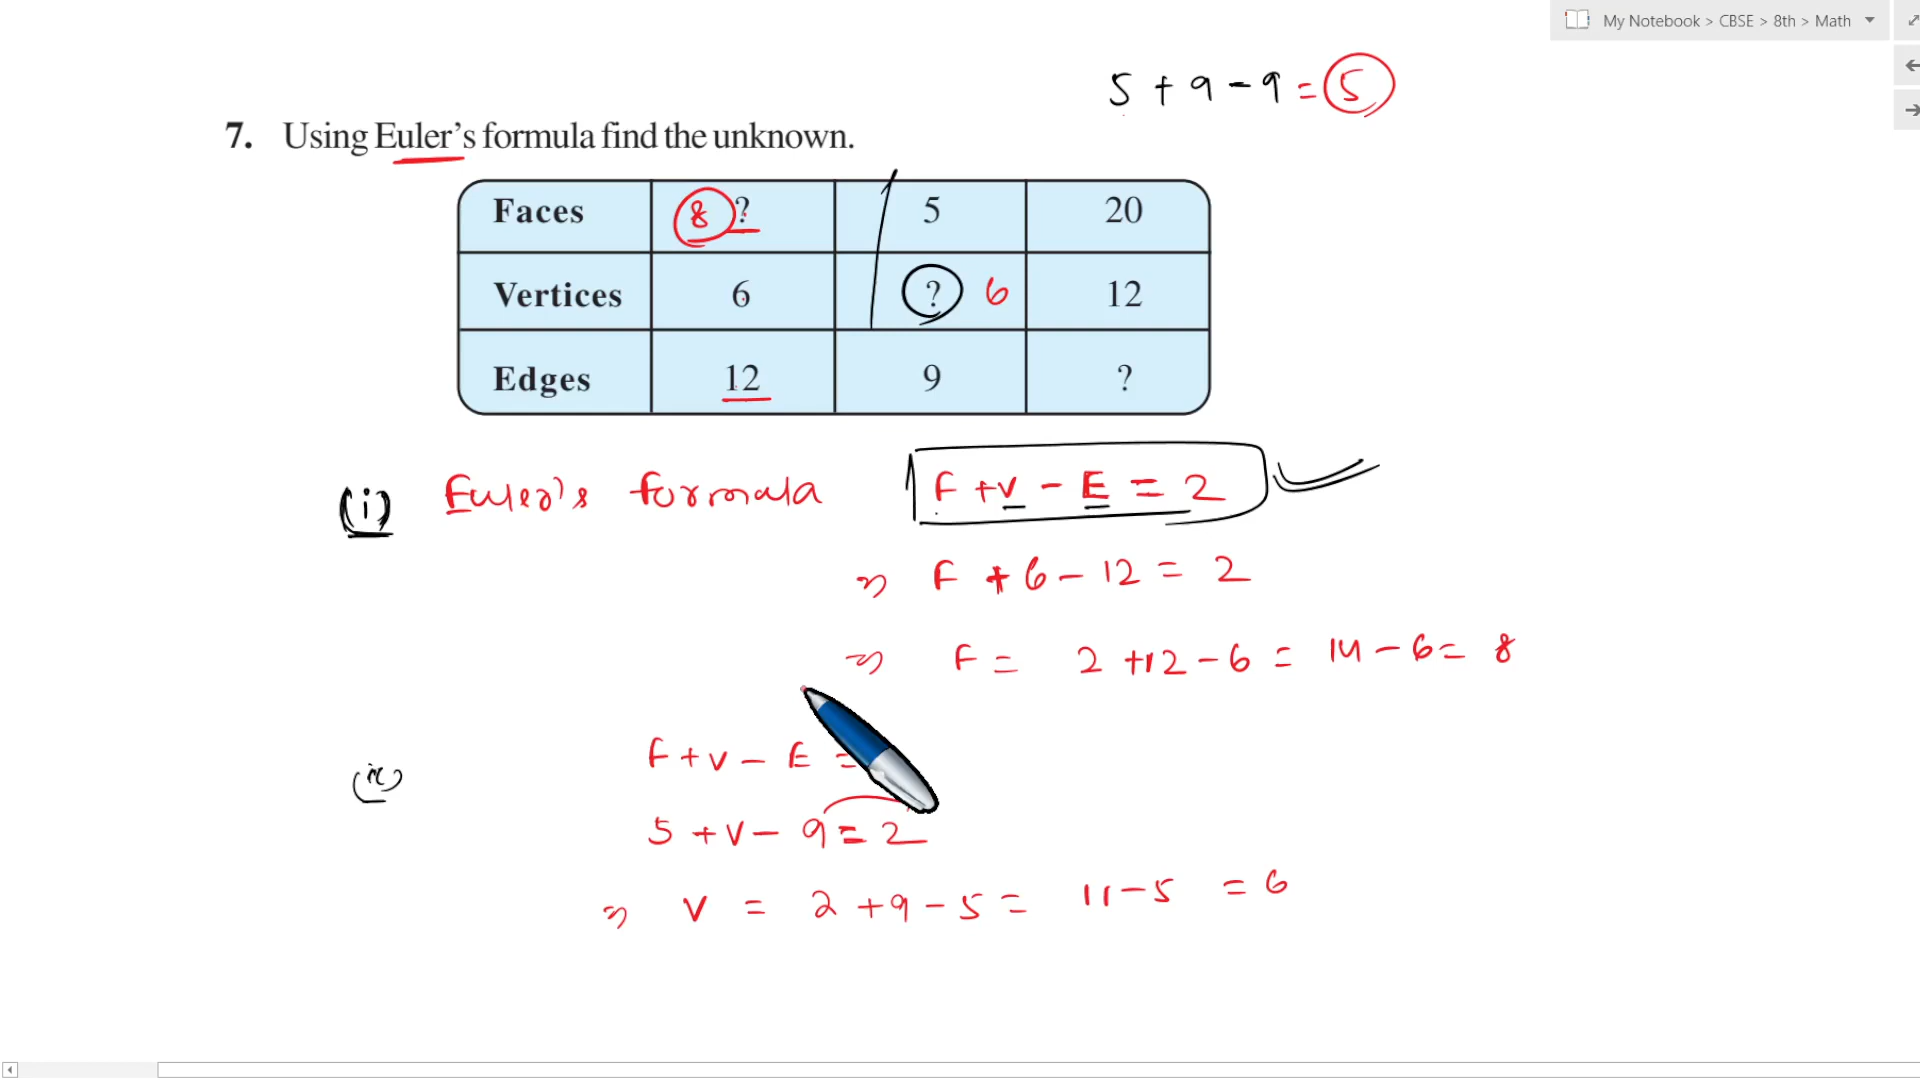 My Notebook > CBSE > 8th > Math
5 + 9 - 9 = 5
7. Using Euler's formula find the unknown.
Faces 8 ? 5 20
Vertices 6 ? 6 12
Edges 12 9 ?
(i) Euler's formula F + V - E = 2
⇒ F + 6 - 12 = 2
⇒ F = 2 + 12 - 6 = 14 - 6 = 8
F + V - E =
(ii)
5 + V - 9 = 2
⇒ V = 2 + 9 - 5 = 11 - 5 = 6